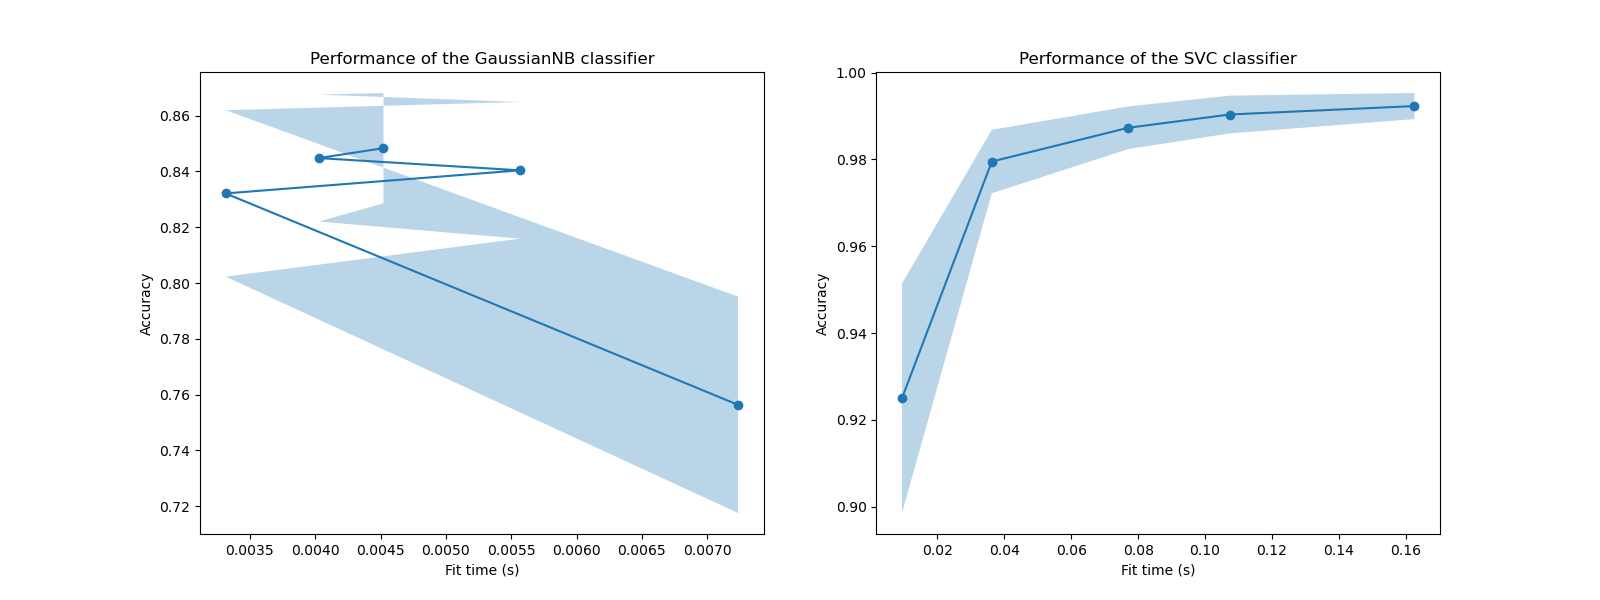 Performance of the GaussianNB classifier
Accuracy
0.86
0.84
0.82
0.80
0.78
0.76
0.74
0.72
0.0035 0.0040 0.0045 0.0050 0.0055 0.0060 0.0065 0.0070
Fit time (s)
Performance of the SVC classifier
Accuracy
1.00
0.98
0.96
0.94
0.92
0.90
0.02 0.04 0.06 0.08 0.10 0.12 0.14 0.16
Fit time (s)